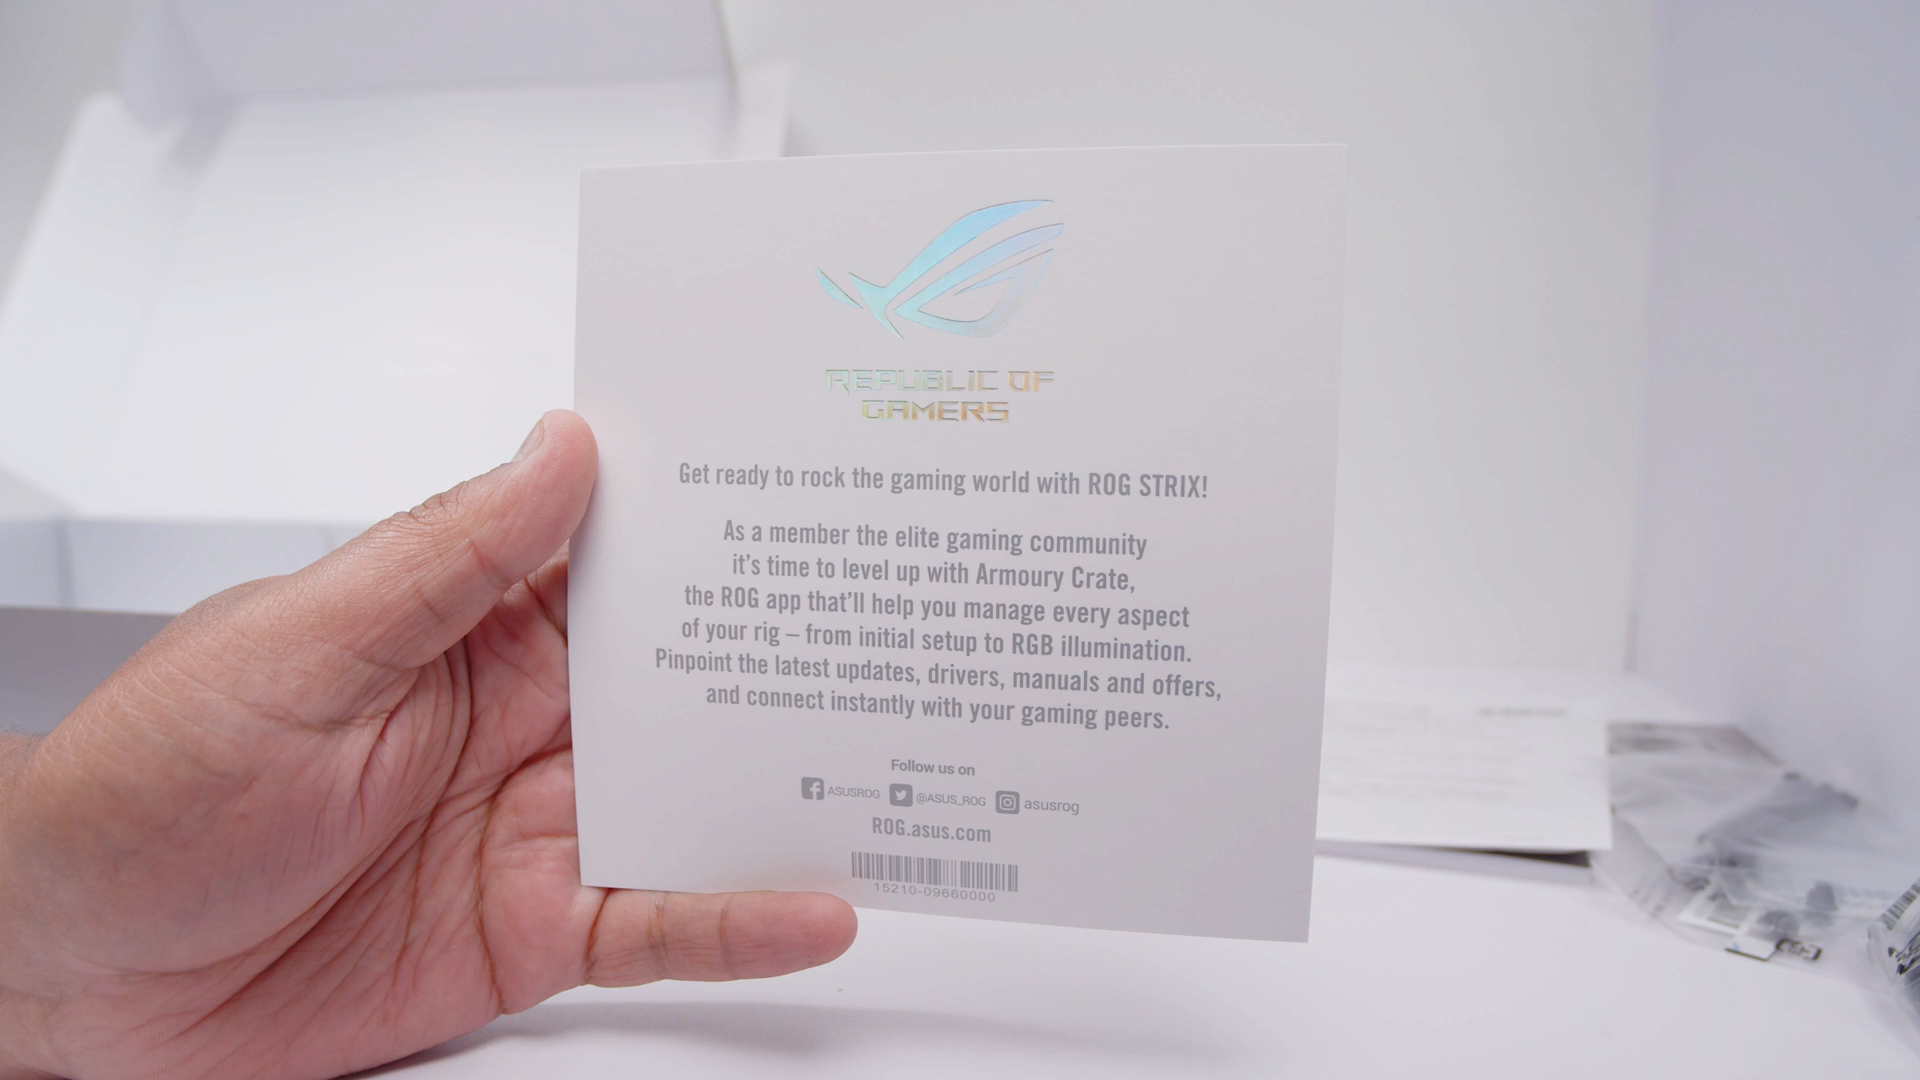 REPUBLIC OF
GAMERS
Get ready to rock the gaming world with ROG STRIX!
As a member the elite gaming community
it's time to level up with Armoury Crate,
the ROG app that'll help you manage every aspect
of your rig – from initial setup to RGB illumination.
Pinpoint the latest updates, drivers, manuals and offers,
and connect instantly with your gaming peers.
Follow us on
ASUSROG @ASUS_ROG asusrog
ROG.asus.com
15210-09660000